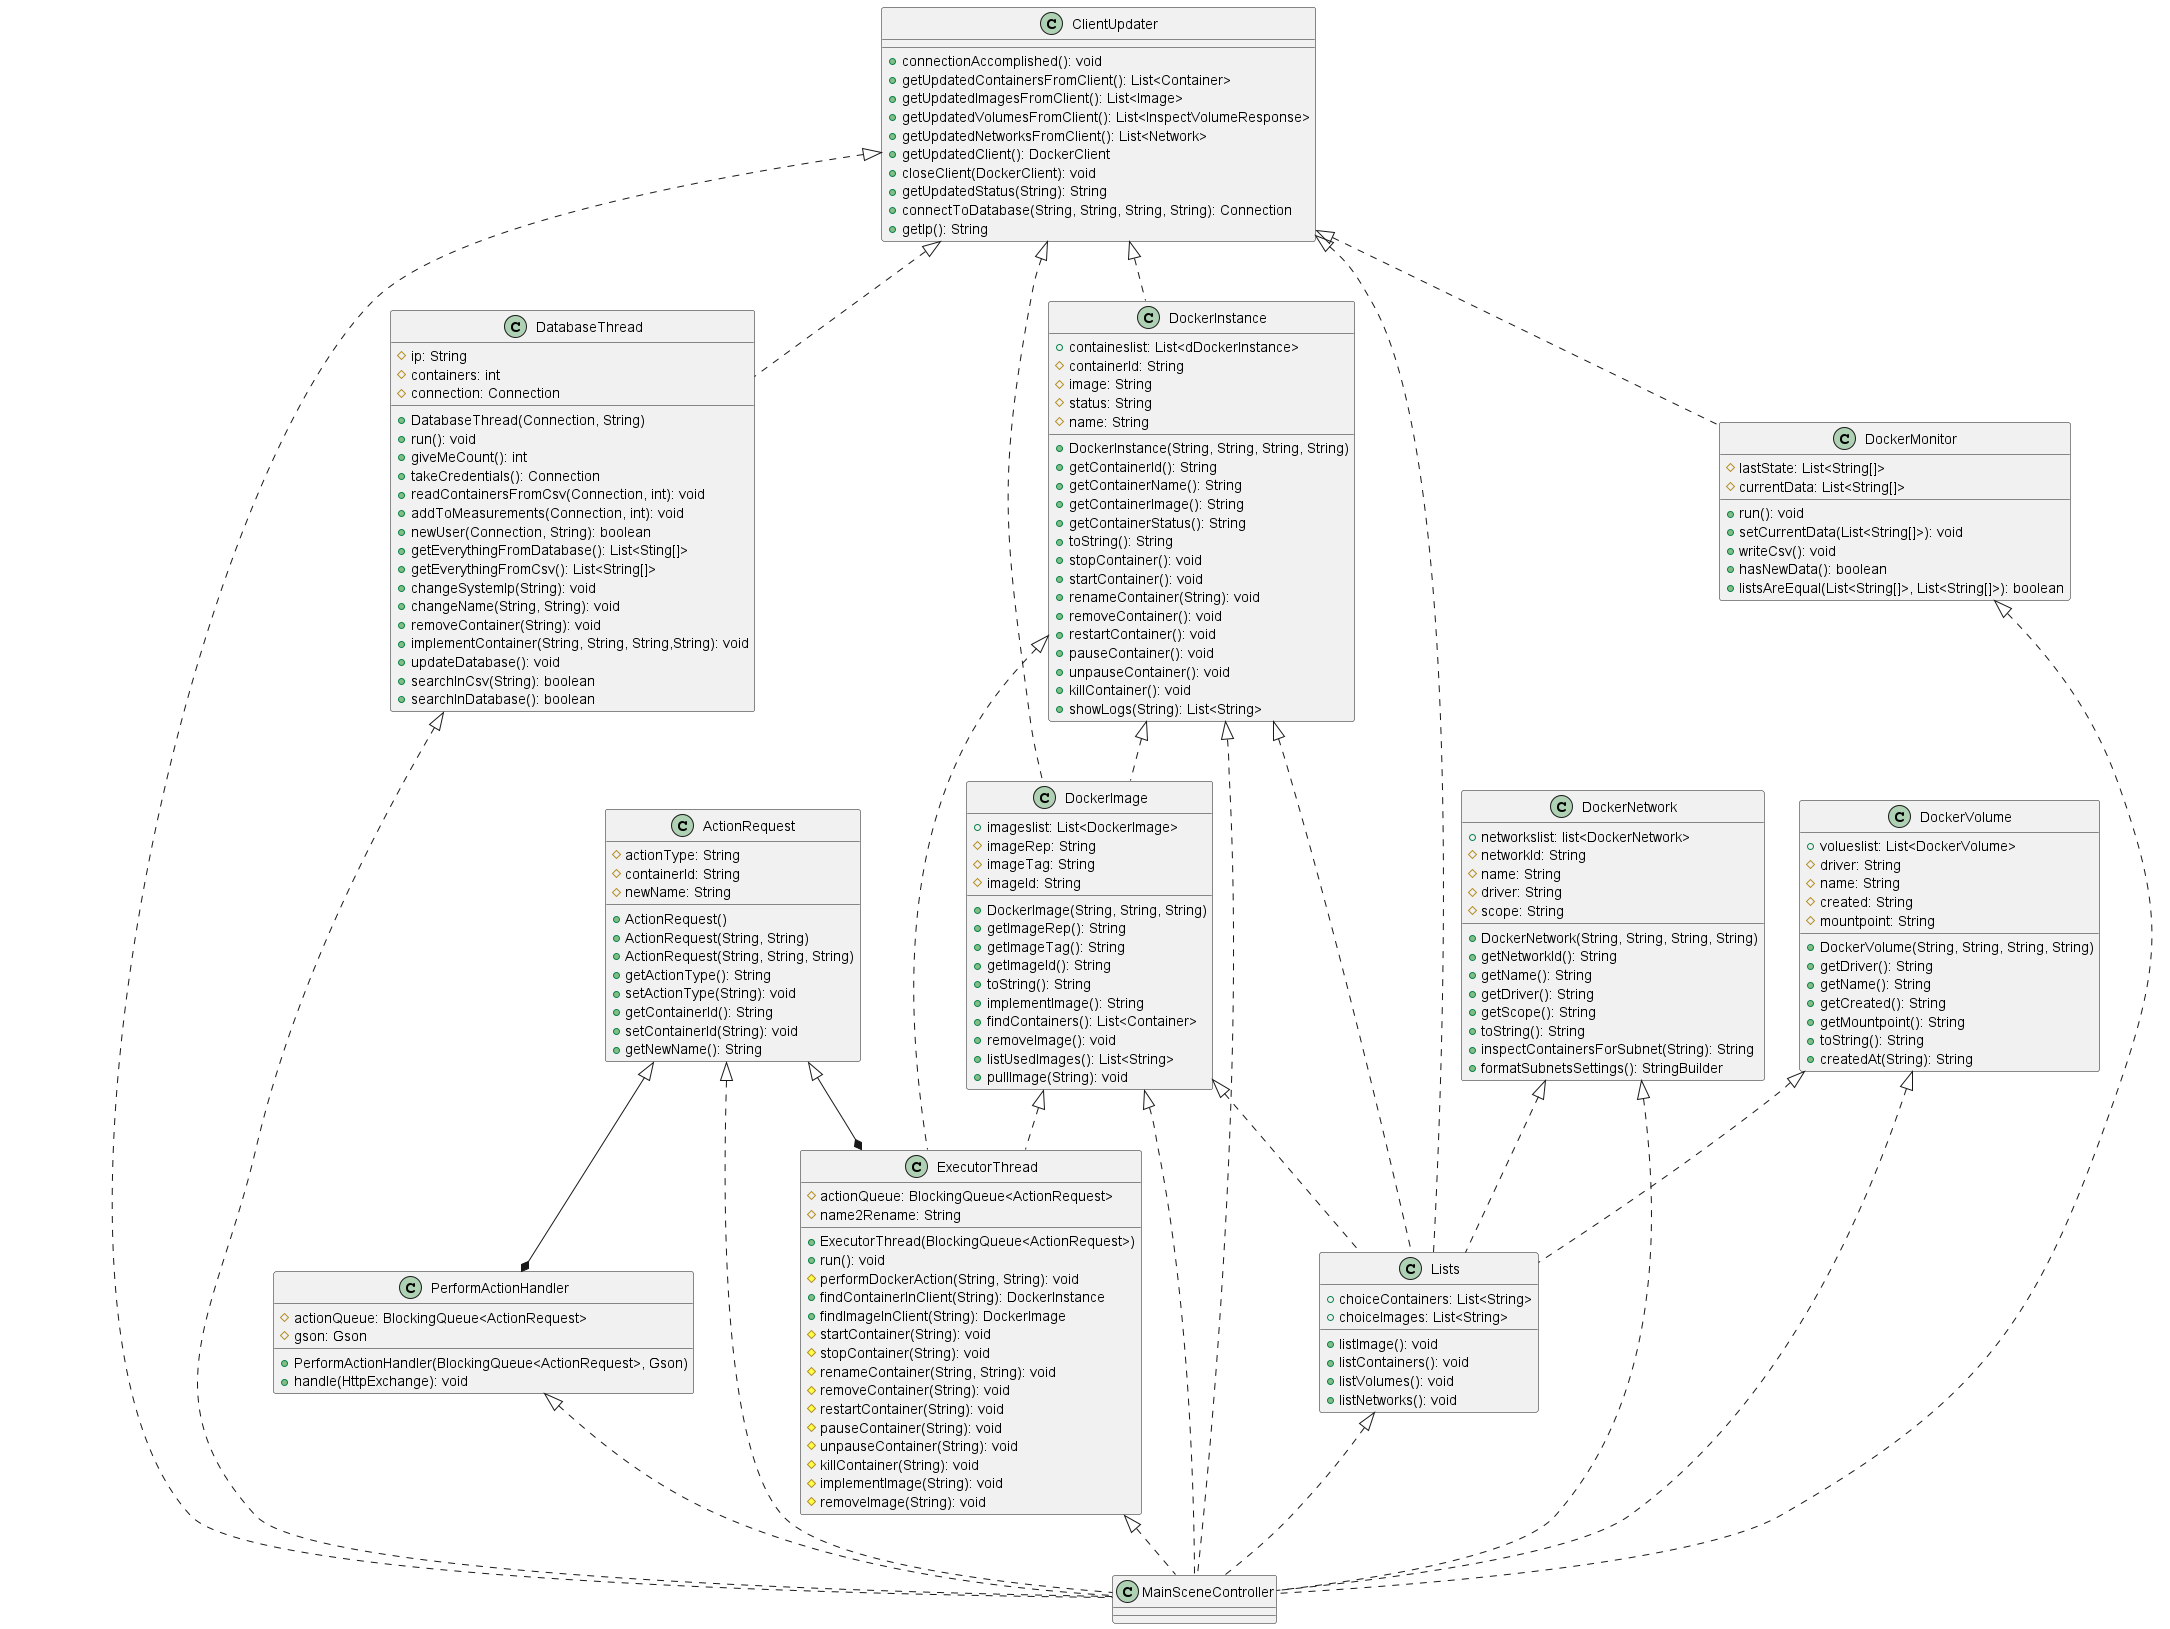 C ClientUpdater
connectionAccomplished(): void
getUpdatedContainersFromClient(): List<Container>
getUpdatedImagesFromClient(): List<Image>
getUpdatedVolumesFromClient(): List<InspectVolumeResponse>
getUpdatedNetworksFromClient(): List<Network>
getUpdatedClient(): DockerClient
closeClient(DockerClient): void
getUpdatedStatus(String): String
connectToDatabase(String, String, String, String): Connection
getIp(): String
C DatabaseThread
ip: String
containers: int
connection: Connection
DatabaseThread(Connection, String)
run(): void
giveMeCount(): int
takeCredentials(): Connection
readContainersFromCsv(Connection, int): void
addToMeasurements(Connection, int): void
newUser(Connection, String): boolean
getEverythingFromDatabase(): List<Sting[]>
getEverythingFromCsv(): List<String[]>
changeSystemIp(String): void
changeName(String, String): void
removeContainer(String): void
implementContainer(String, String, String,String): void
updateDatabase(): void
searchInCsv(String): boolean
searchInDatabase(): boolean
C DockerInstance
containeslist: List<dDockerInstance>
containerId: String
image: String
status: String
name: String
DockerInstance(String, String, String, String)
getContainerId(): String
getContainerName(): String
getContainerImage(): String
getContainerStatus(): String
toString(): String
stopContainer(): void
startContainer(): void
renameContainer(String): void
removeContainer(): void
restartContainer(): void
pauseContainer(): void
unpauseContainer(): void
killContainer(): void
showLogs(String): List<String>
C DockerMonitor
lastState: List<String[]>
currentData: List<String[]>
run(): void
setCurrentData(List<String[]>): void
writeCsv(): void
hasNewData(): boolean
listsAreEqual(List<String[]>, List<String[]>): boolean
C ActionRequest
actionType: String
containerId: String
newName: String
ActionRequest()
ActionRequest(String, String)
ActionRequest(String, String, String)
getActionType(): String
setActionType(String): void
getContainerId(): String
setContainerId(String): void
getNewName(): String
C DockerImage
imageslist: List<DockerImage>
imageRep: String
imageTag: String
imageId: String
DockerImage(String, String, String)
getImageRep(): String
getImageTag(): String
getImageId(): String
toString(): String
implementImage(): String
findContainers(): List<Container>
removeImage(): void
listUsedImages(): List<String>
pullImage(String): void
C DockerNetwork
networkslist: list<DockerNetwork>
networkId: String
name: String
driver: String
scope: String
DockerNetwork(String, String, String, String)
getNetworkId(): String
getName(): String
getDriver(): String
getScope(): String
toString(): String
inspectContainersForSubnet(String): String
formatSubnetsSettings(): StringBuilder
C DockerVolume
volueslist: List<DockerVolume>
driver: String
name: String
created: String
mountpoint: String
DockerVolume(String, String, String, String)
getDriver(): String
getName(): String
getCreated(): String
getMountpoint(): String
toString(): String
createdAt(String): String
C PerformActionHandler
actionQueue: BlockingQueue<ActionRequest>
gson: Gson
PerformActionHandler(BlockingQueue<ActionRequest>, Gson)
handle(HttpExchange): void
C ExecutorThread
actionQueue: BlockingQueue<ActionRequest>
name2Rename: String
ExecutorThread(BlockingQueue<ActionRequest>)
run(): void
performDockerAction(String, String): void
findContainerInClient(String): DockerInstance
findImageInClient(String): DockerImage
startContainer(String): void
stopContainer(String): void
renameContainer(String, String): void
removeContainer(String): void
restartContainer(String): void
pauseContainer(String): void
unpauseContainer(String): void
killContainer(String): void
implementImage(String): void
removeImage(String): void
C Lists
choiceContainers: List<String>
choiceImages: List<String>
listImage(): void
listContainers(): void
listVolumes(): void
listNetworks(): void
C MainSceneController